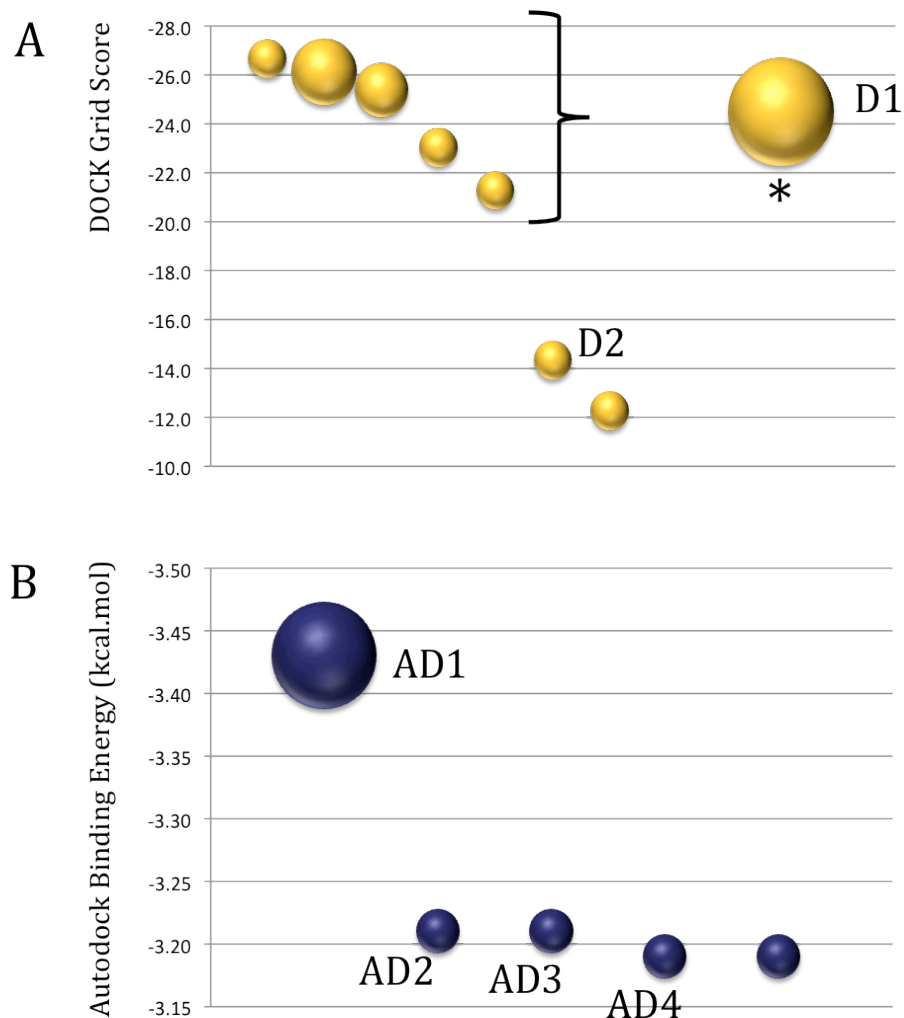 A
DOCK Grid Score
-28.0
-26.0
-24.0
-22.0
-20.0
-18.0
-16.0
-14.0
-12.0
-10.0
D1
*
D2
B
Autodock Binding Energy (kcal.mol)
-3.50
-3.45
-3.40
-3.35
-3.30
-3.25
-3.20
-3.15
AD1
AD2
AD3
AD4